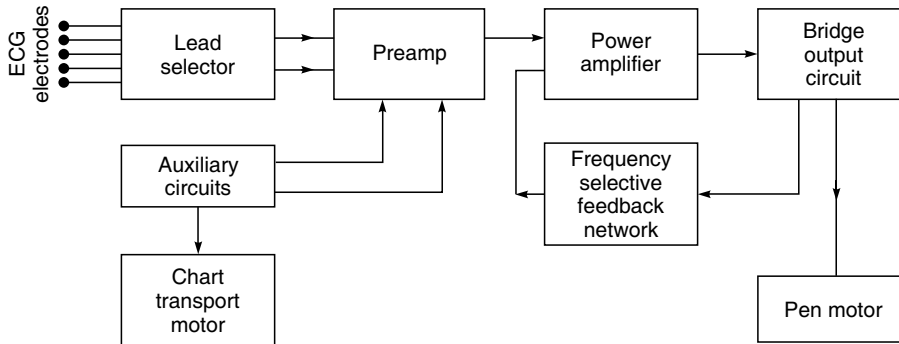 ECG
electrodes
Lead
selector
Preamp
Power
amplifier
Bridge
output
circuit
Auxiliary
circuits
Frequency
selective
feedback
network
Chart
transport
motor
Pen motor